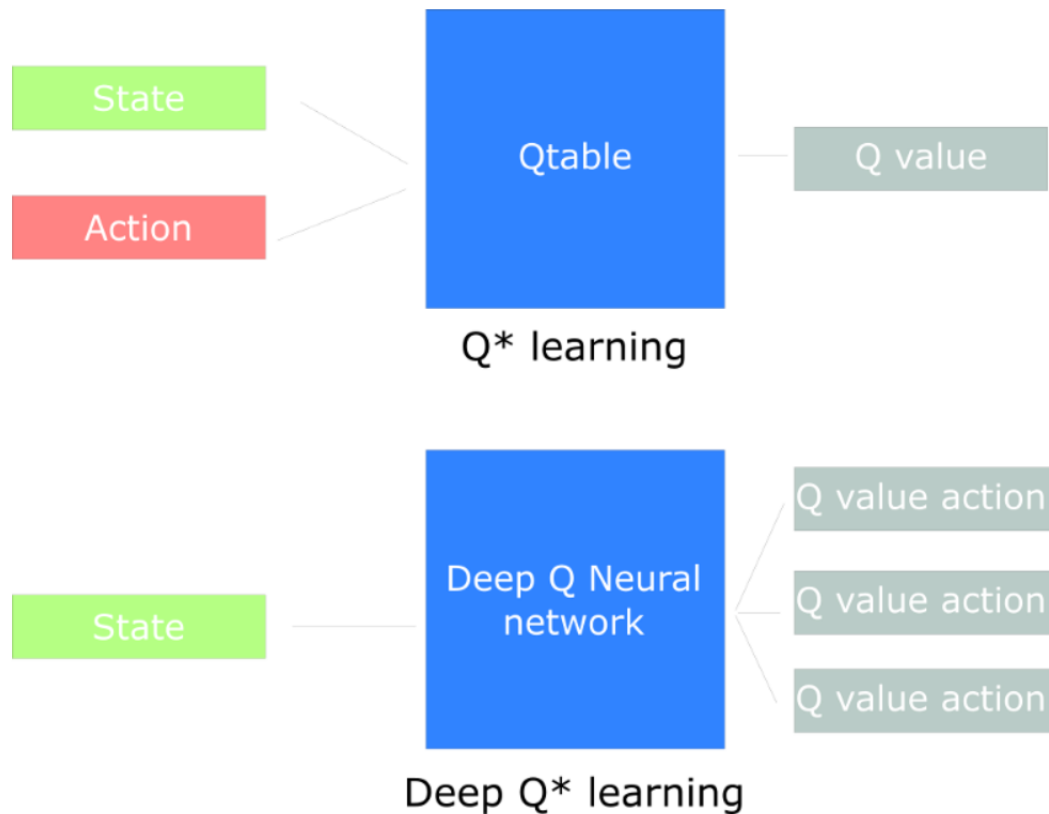 State
Action
Qtable
Q value
Q* learning
State
Deep Q Neural
network
Q value action
Q value action
Q value action
Deep Q* learning